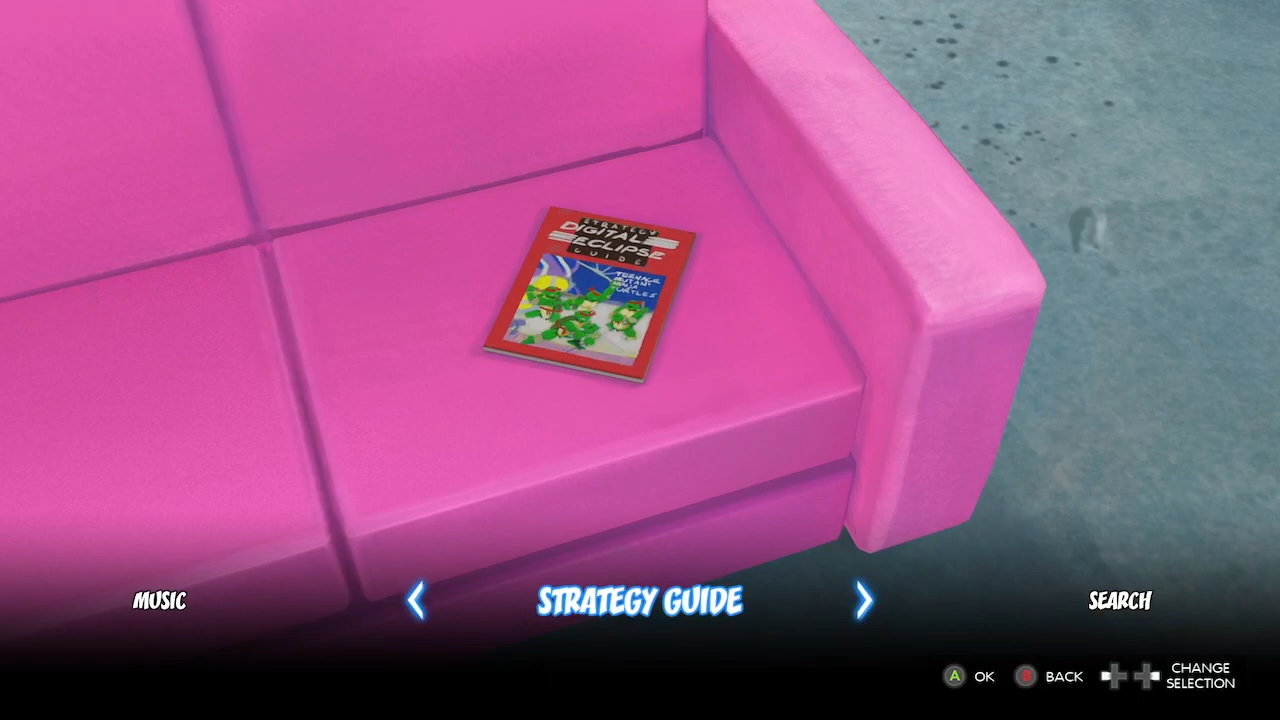 STRATEGY
DIGITAL
ECLIPSE
GUIDE
TEENAGE
MUTANT
NINJA
TURTLES
MUSIC
STRATEGY GUIDE
SEARCH
A OK B BACK CHANGE
SELECTION